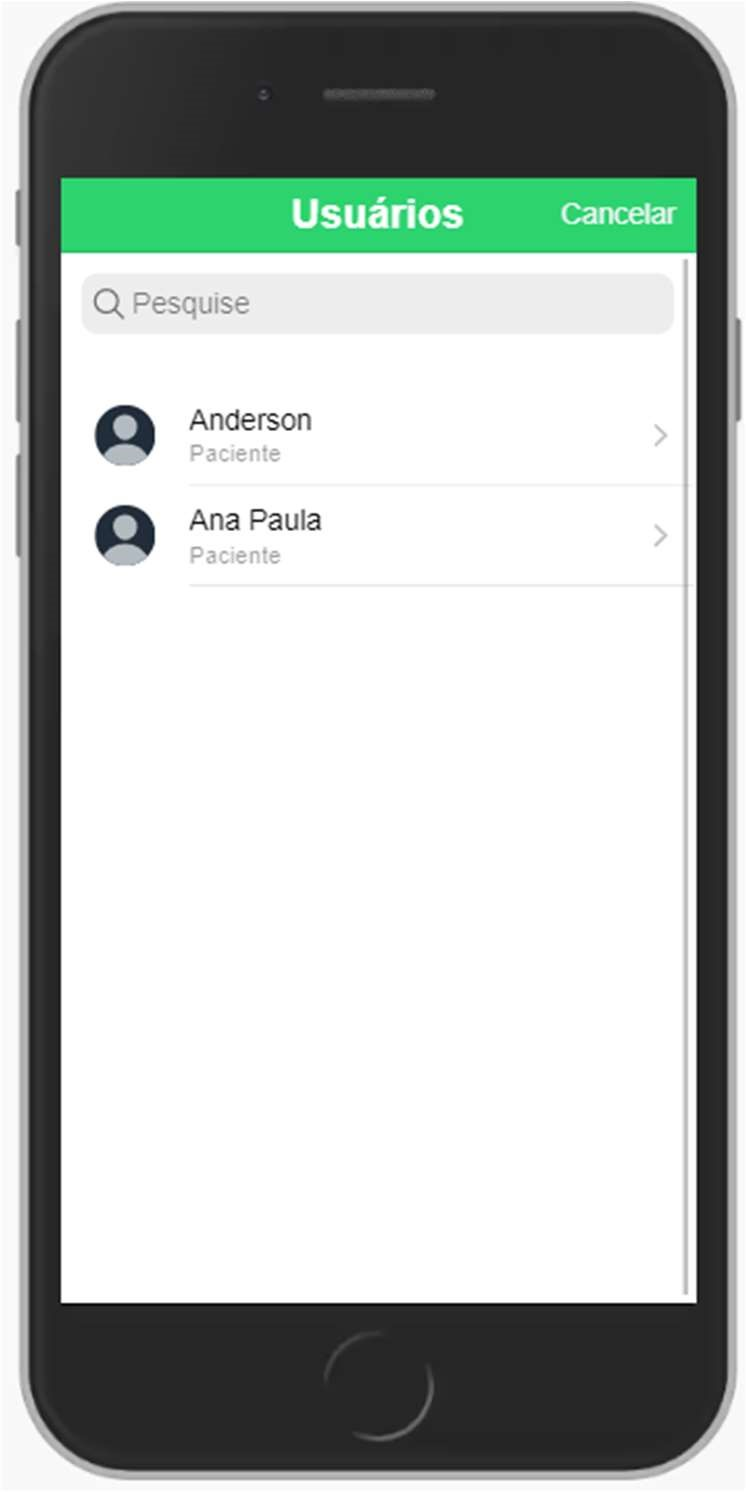 Usuários
Cancelar
Pesquise
Anderson
Paciente
Ana Paula
Paciente